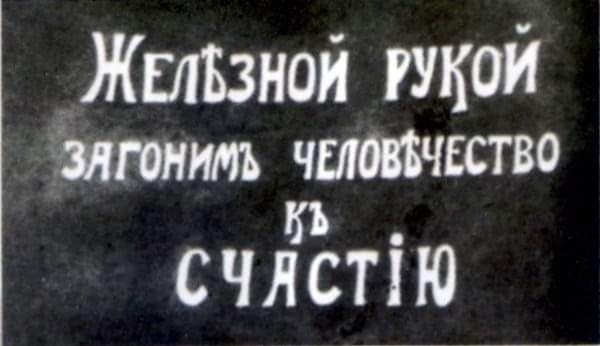 Желѣзной рукой
загонимъ человѣчество
къ
счастію